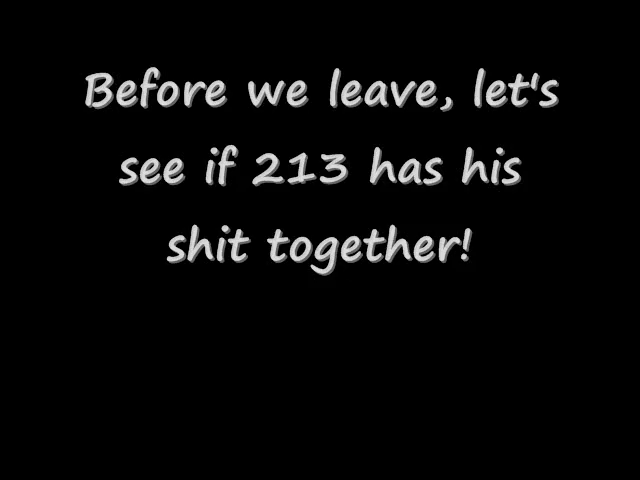 Before we leave, let's
see if 213 has his
shit together!